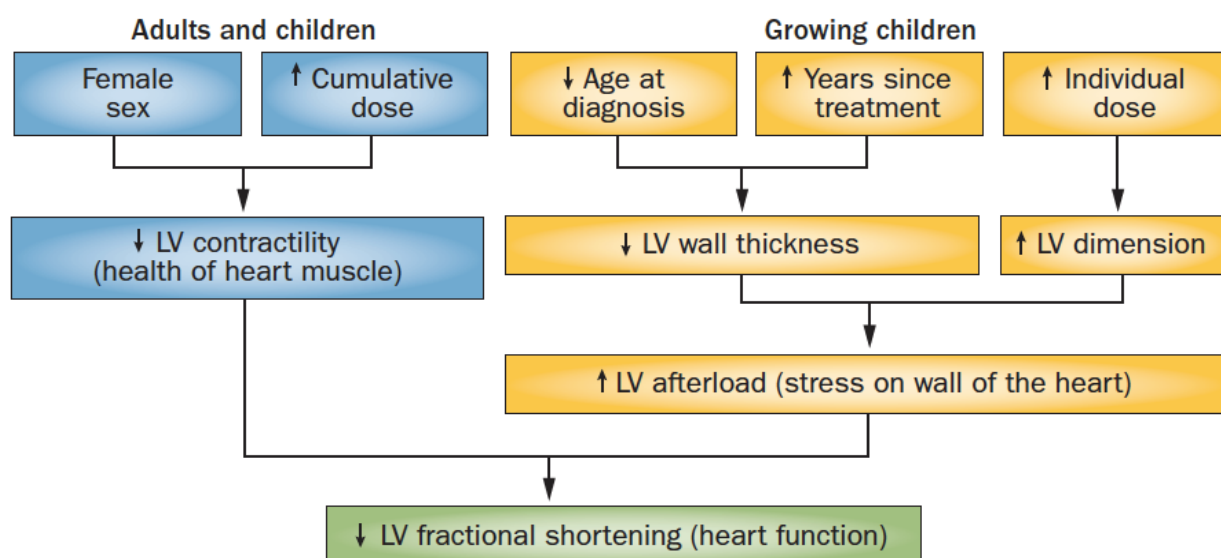 Adults and children
Growing children
Female
sex
↑ Cumulative
dose
↓ Age at
diagnosis
↑ Years since
treatment
↑ Individual
dose
↓ LV contractility
(health of heart muscle)
↓ LV wall thickness
↑ LV dimension
↑ LV afterload (stress on wall of the heart)
↓ LV fractional shortening (heart function)